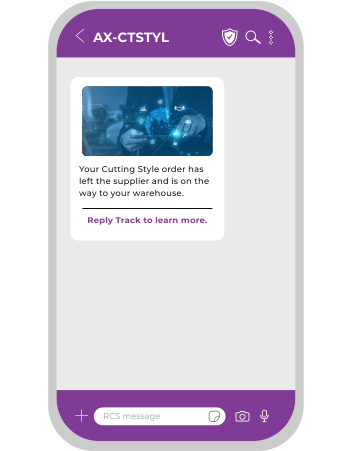 AX-CTSTYL
Your Cutting Style order has
left the supplier and is on the
way to your warehouse.
Reply Track to learn more.
RCS message